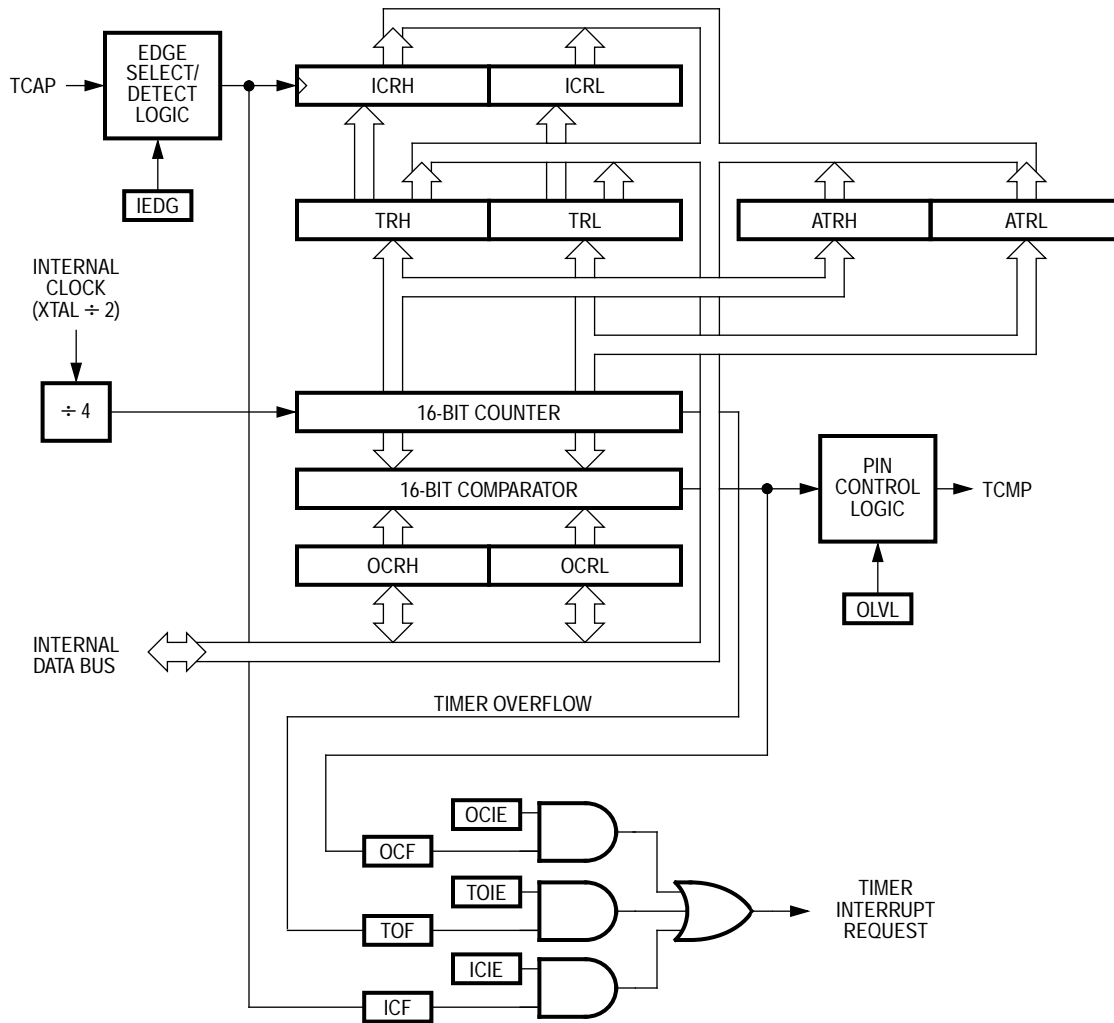 EDGE
SELECT/
DETECT
LOGIC
TCAP
ICRH
ICRL
IEDG
TRH
TRL
ATRH
ATRL
INTERNAL
CLOCK
(XTAL ÷ 2)
÷ 4
16-BIT COUNTER
16-BIT COMPARATOR
PIN
CONTROL
LOGIC
TCMP
OCRH
OCRL
OLVL
INTERNAL
DATA BUS
TIMER OVERFLOW
OCIE
OCF
TOIE
TOF
TIMER
INTERRUPT
REQUEST
ICIE
ICF